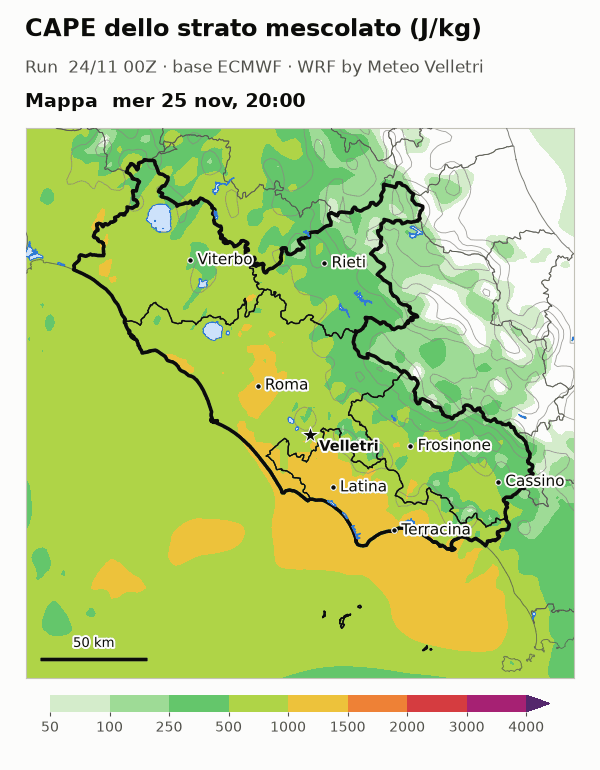 CAPE dello strato mescolato (J/kg)
Run  24/11 00Z · base ECMWF · WRF by Meteo Velletri
Mappa  mer 25 nov, 20:00
Viterbo
Rieti
Roma
Velletri
Frosinone
Latina
Cassino
Terracina
50 km
50 100 250 500 1000 1500 2000 3000 4000